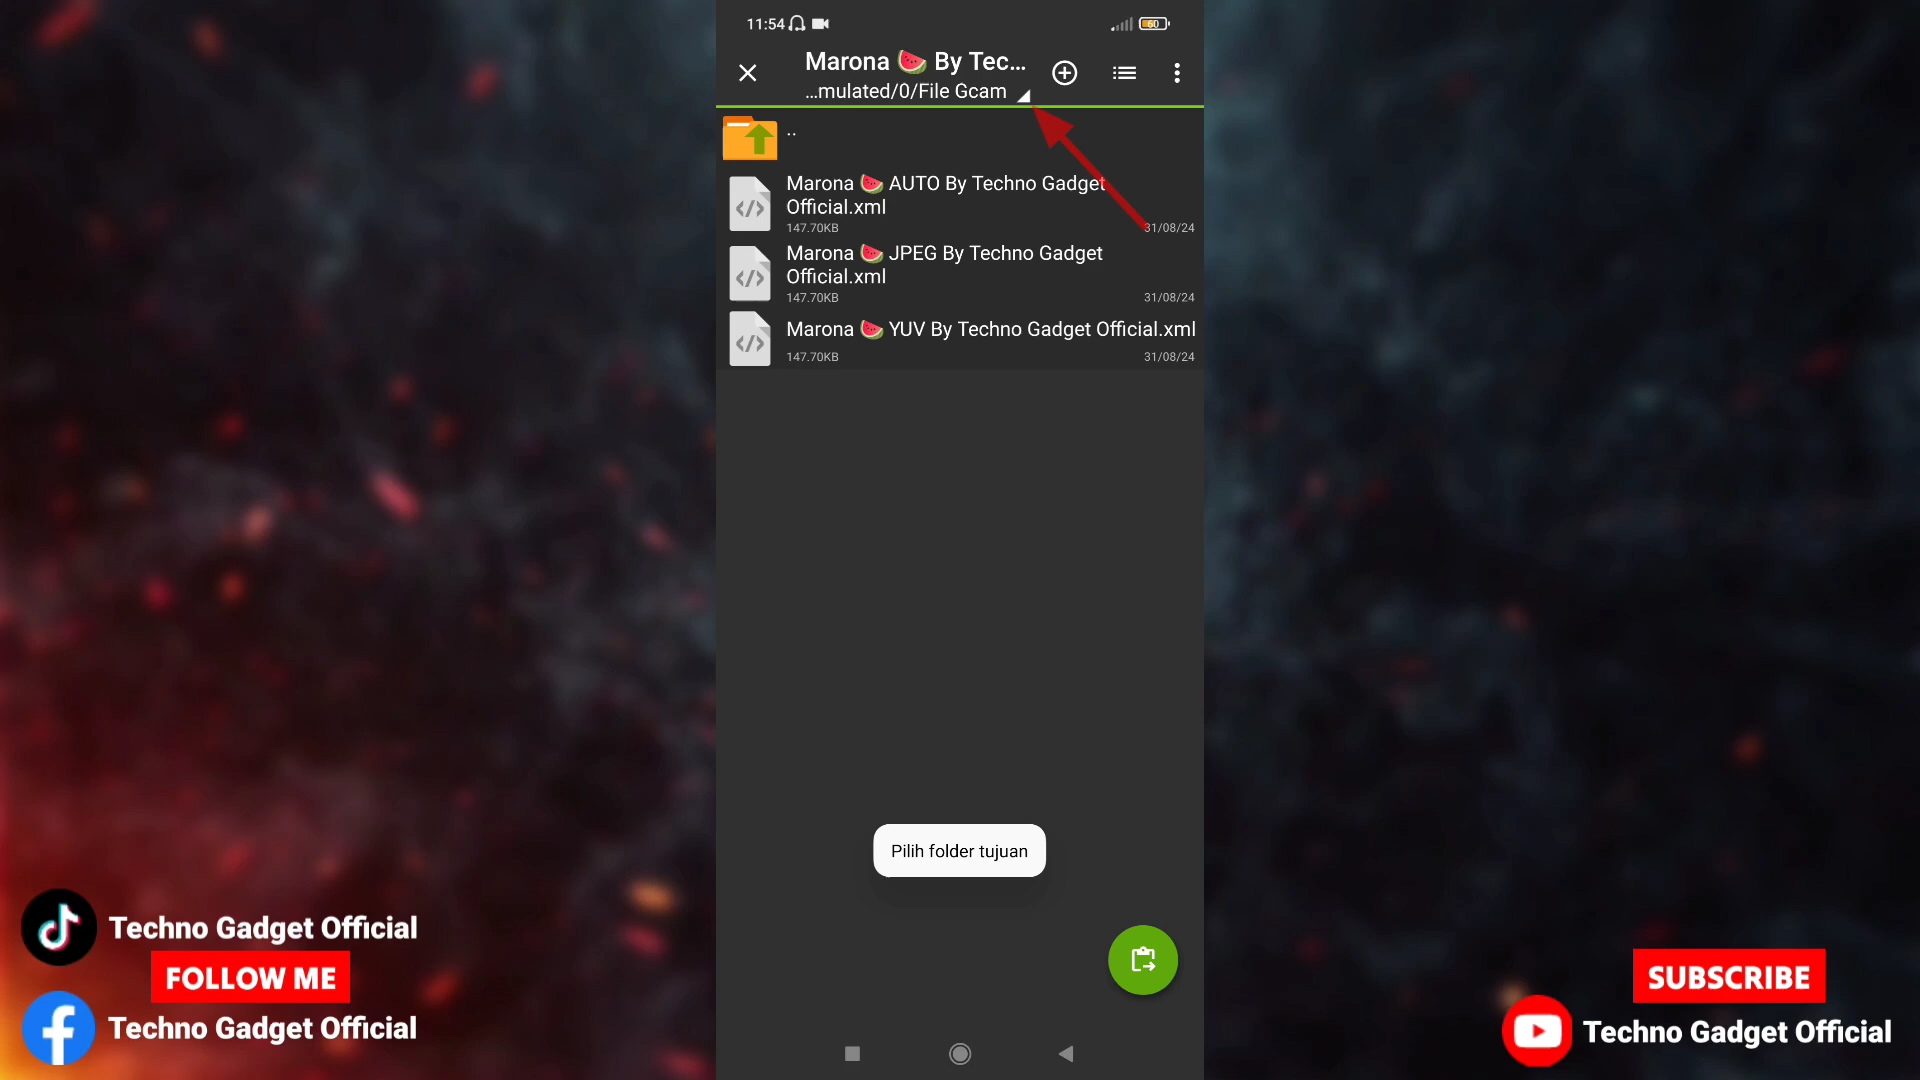 11:54
60
Marona 🍉 By Tec...
...mulated/0/File Gcam
..
Marona 🍉 AUTO By Techno Gadget
Official.xml
147.70KB
31/08/24
Marona 🍉 JPEG By Techno Gadget
Official.xml
147.70KB
31/08/24
Marona 🍉 YUV By Techno Gadget Official.xml
147.70KB
31/08/24
Pilih folder tujuan
Techno Gadget Official
FOLLOW ME
Techno Gadget Official
SUBSCRIBE
Techno Gadget Official